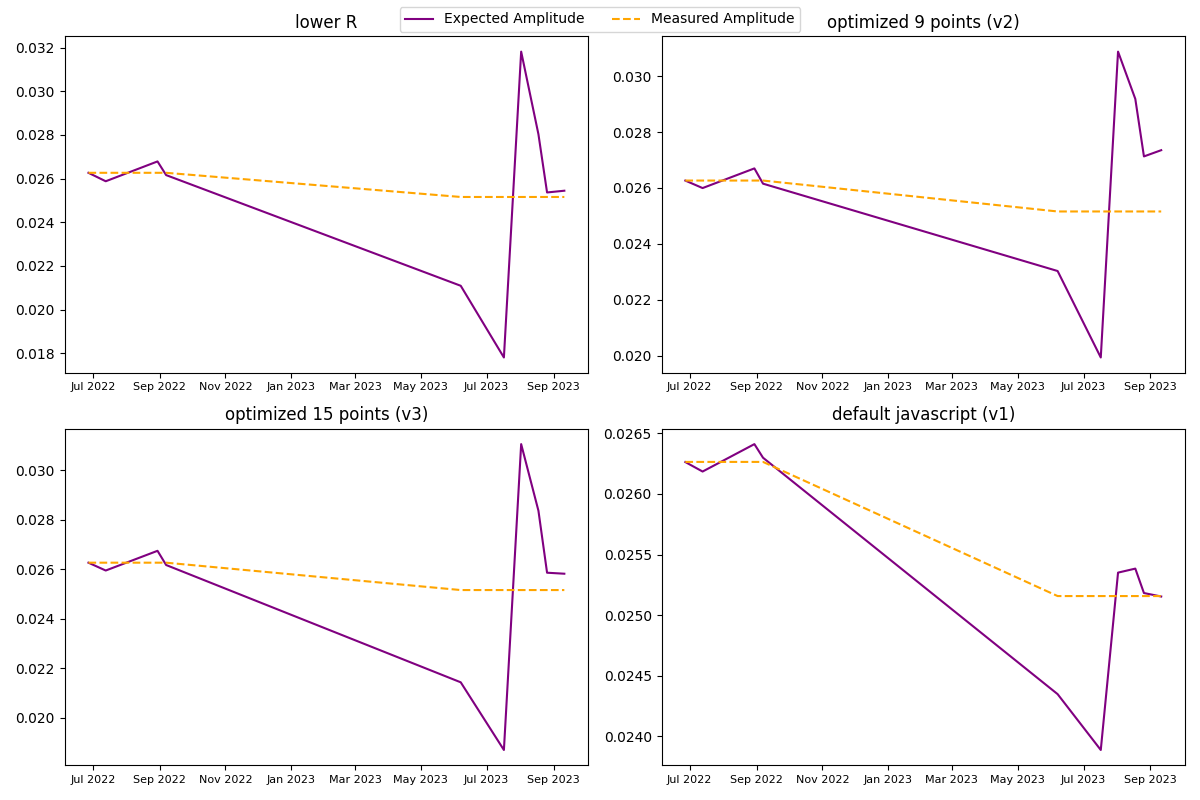 Expected Amplitude Measured Amplitude
lower R
0.032
0.030
0.028
0.026
0.024
0.022
0.020
0.018
Jul 2022 Sep 2022 Nov 2022 Jan 2023 Mar 2023 May 2023 Jul 2023 Sep 2023
optimized 9 points (v2)
0.030
0.028
0.026
0.024
0.022
0.020
Jul 2022 Sep 2022 Nov 2022 Jan 2023 Mar 2023 May 2023 Jul 2023 Sep 2023
optimized 15 points (v3)
0.030
0.028
0.026
0.024
0.022
0.020
Jul 2022 Sep 2022 Nov 2022 Jan 2023 Mar 2023 May 2023 Jul 2023 Sep 2023
default javascript (v1)
0.0265
0.0260
0.0255
0.0250
0.0245
0.0240
Jul 2022 Sep 2022 Nov 2022 Jan 2023 Mar 2023 May 2023 Jul 2023 Sep 2023